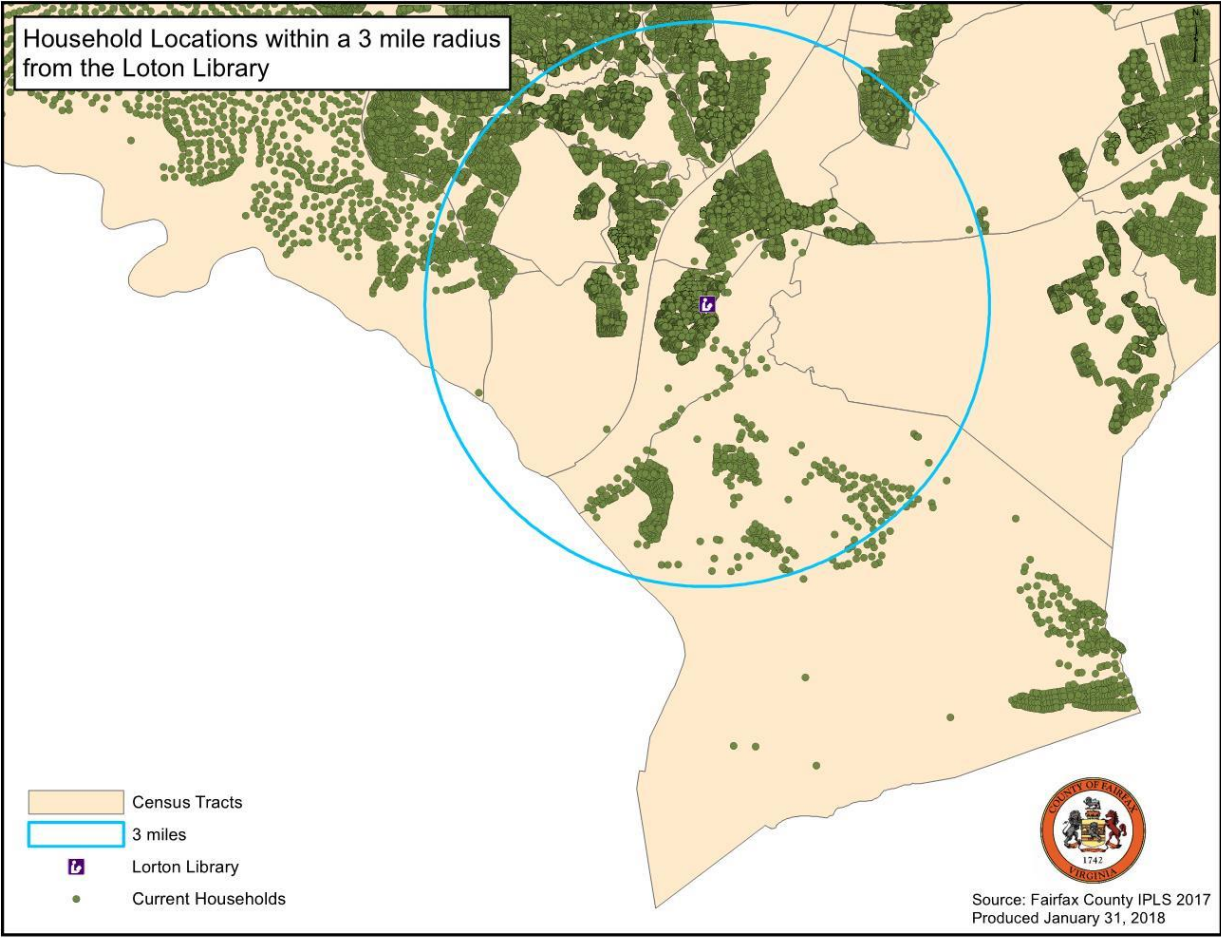 Household Locations within a 3 mile radius
from the Loton Library
N
Census Tracts
3 miles
Lorton Library
Current Households
COUNTY OF FAIRFAX
1742
VIRGINIA
Source: Fairfax County IPLS 2017
Produced January 31, 2018